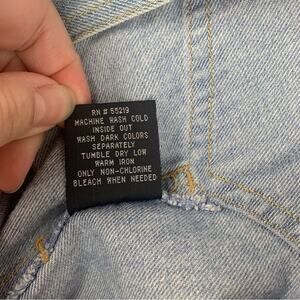 RN # 55219
MACHINE WASH COLD
INSIDE OUT
WASH DARK COLORS
SEPARATELY
TUMBLE DRY LOW
WARM IRON
ONLY NON-CHLORINE
BLEACH WHEN NEEDED